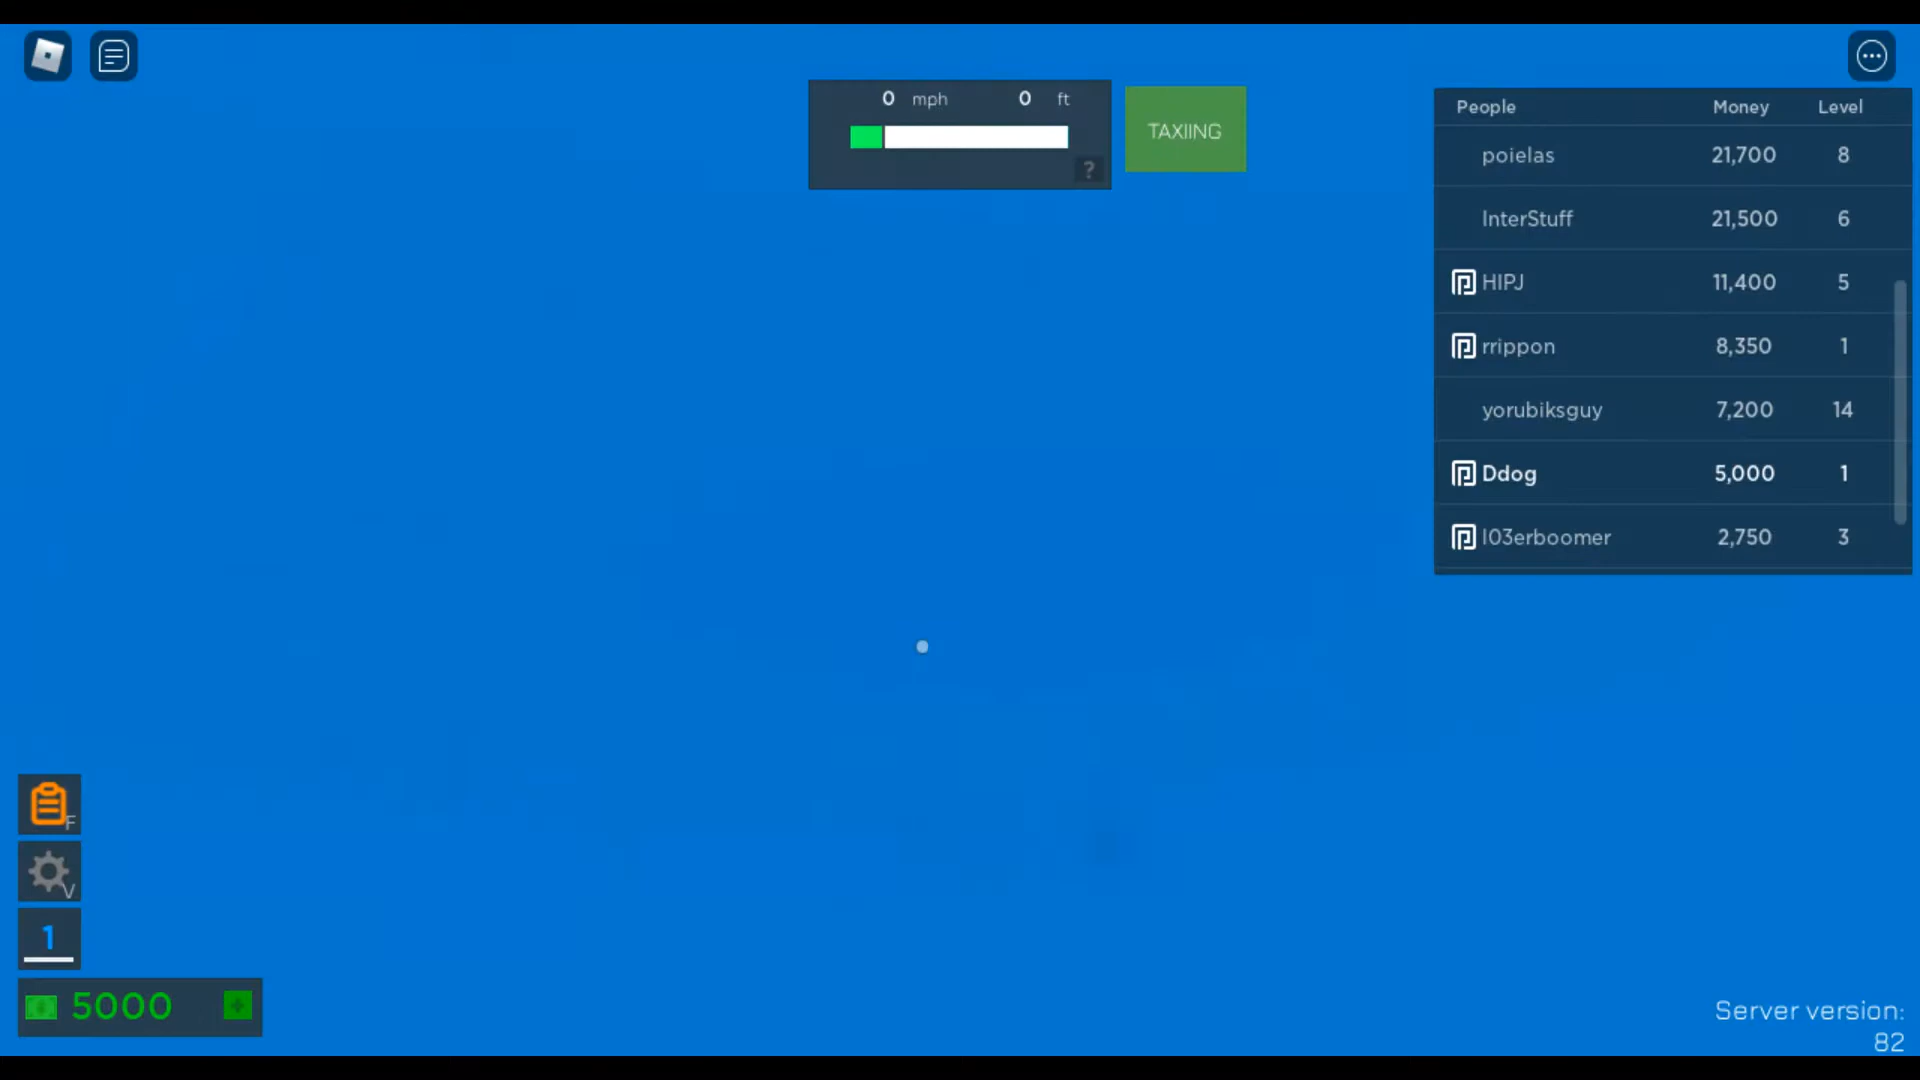 0 mph 0 ft
?
TAXIING
People Money Level
poielas 21,700 8
InterStuff 21,500 6
HIPJ 11,400 5
rrippon 8,350 1
yorubiksguy 7,200 14
Ddog 5,000 1
l03erboomer 2,750 3
F
V
1
5000 +
Server version:
82